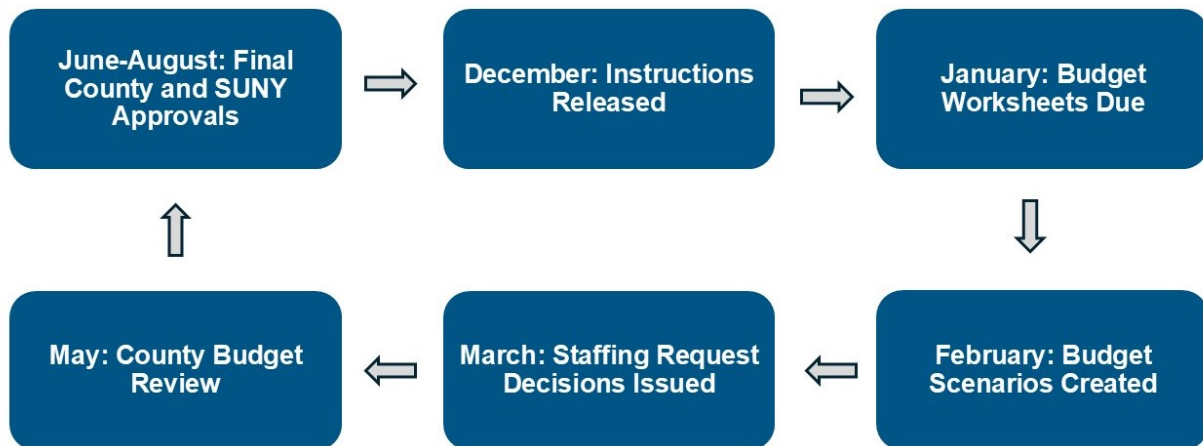 June-August: Final
County and SUNY
Approvals
December: Instructions
Released
January: Budget
Worksheets Due
May: County Budget
Review
March: Staffing Request
Decisions Issued
February: Budget
Scenarios Created